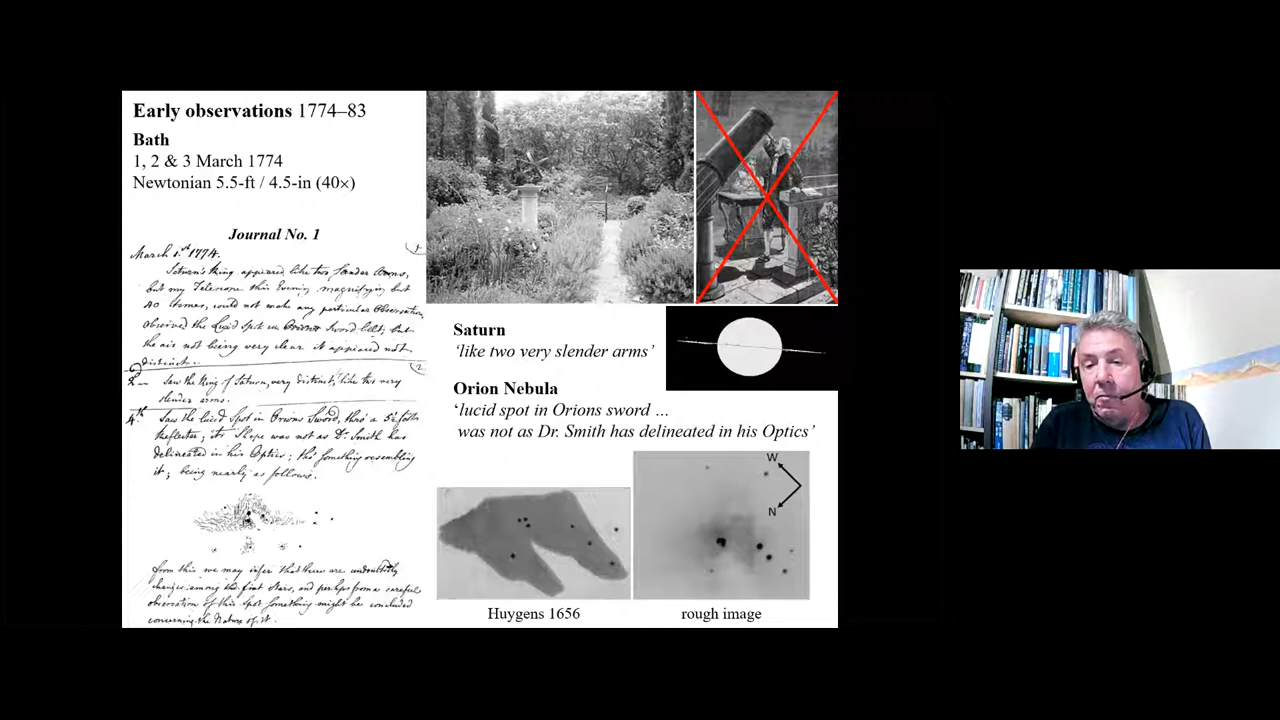 Early observations 1774–83
Bath
1, 2 & 3 March 1774
Newtonian 5.5-ft / 4.5-in (40×)
Journal No. 1
March 1.st 1774.
Saturn's Ring appeared like two slender Arms,
but my Telescope this Evening magnifying but
40 times, could not make any particular Observation
observed the Lucid Spot in Orions Sword belt; but
the air not being very clear it appeared not
distinct.
2
Saw the Ring of Saturn, very distinct, like two very
slender arms.
4.th Saw the lucid Spot in Orions Sword, thro' a 5½ foot
Reflecter; its Shape was not as Dr. Smith has
delineated in his Optics; tho' something resembling
it; being nearly as follows.
from this we may infer that there are undoubtedly
changes among the fixt Stars, and perhaps from a careful
observation of this Spot something might be concluded
concerning the Nature of it.
Saturn
‘like two very slender arms’
Orion Nebula
‘lucid spot in Orions sword ...
was not as Dr. Smith has delineated in his Optics’
W
N
Huygens 1656
rough image